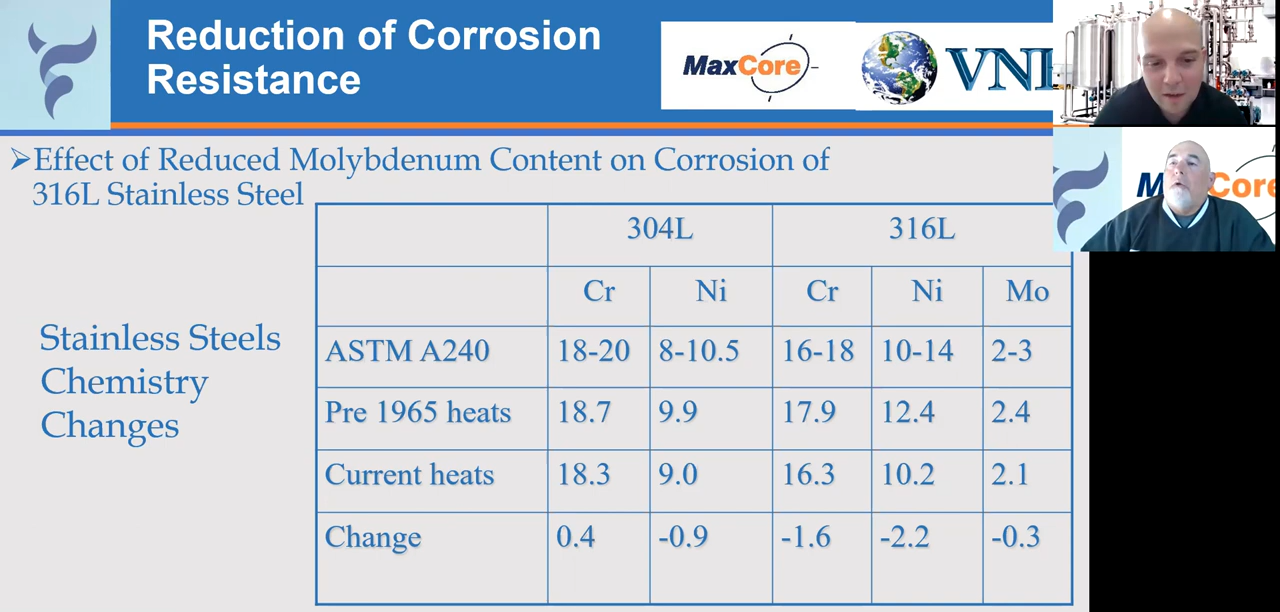 Reduction of Corrosion
Resistance
MaxCore
VNI
➢Effect of Reduced Molybdenum Content on Corrosion of
316L Stainless Steel
Core
Stainless Steels
Chemistry
Changes
304L 316L
Cr Ni Cr Ni Mo
ASTM A240 18-20 8-10.5 16-18 10-14 2-3
Pre 1965 heats 18.7 9.9 17.9 12.4 2.4
Current heats 18.3 9.0 16.3 10.2 2.1
Change 0.4 -0.9 -1.6 -2.2 -0.3